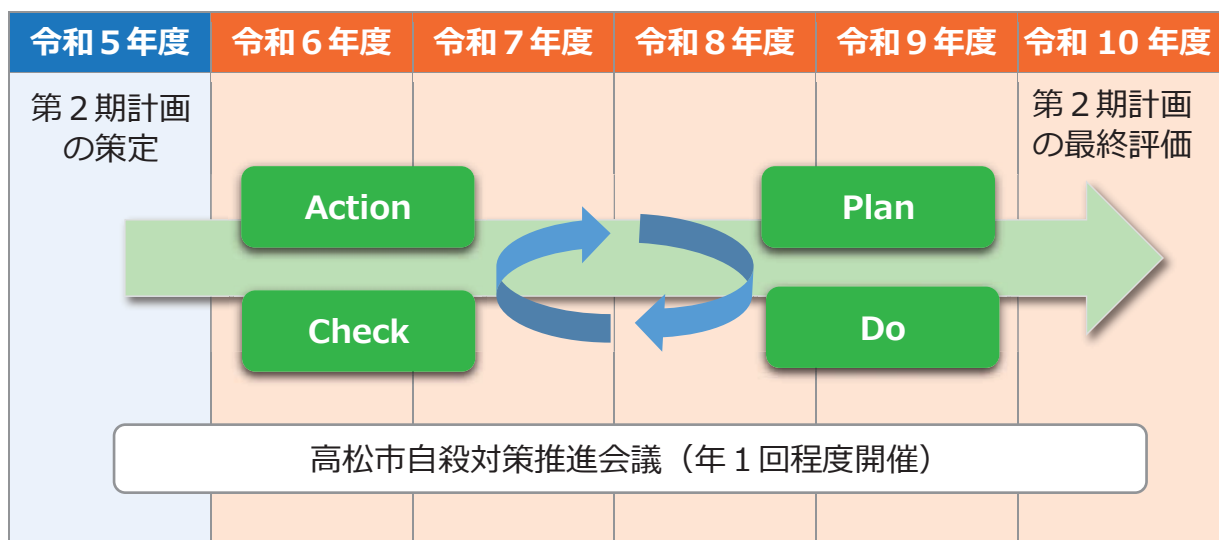 令和５年度
令和６年度
令和７年度
令和８年度
令和９年度
令和 10 年度
第２期計画
の策定
第２期計画
の最終評価
Action
Plan
Check
Do
高松市自殺対策推進会議（年１回程度開催）